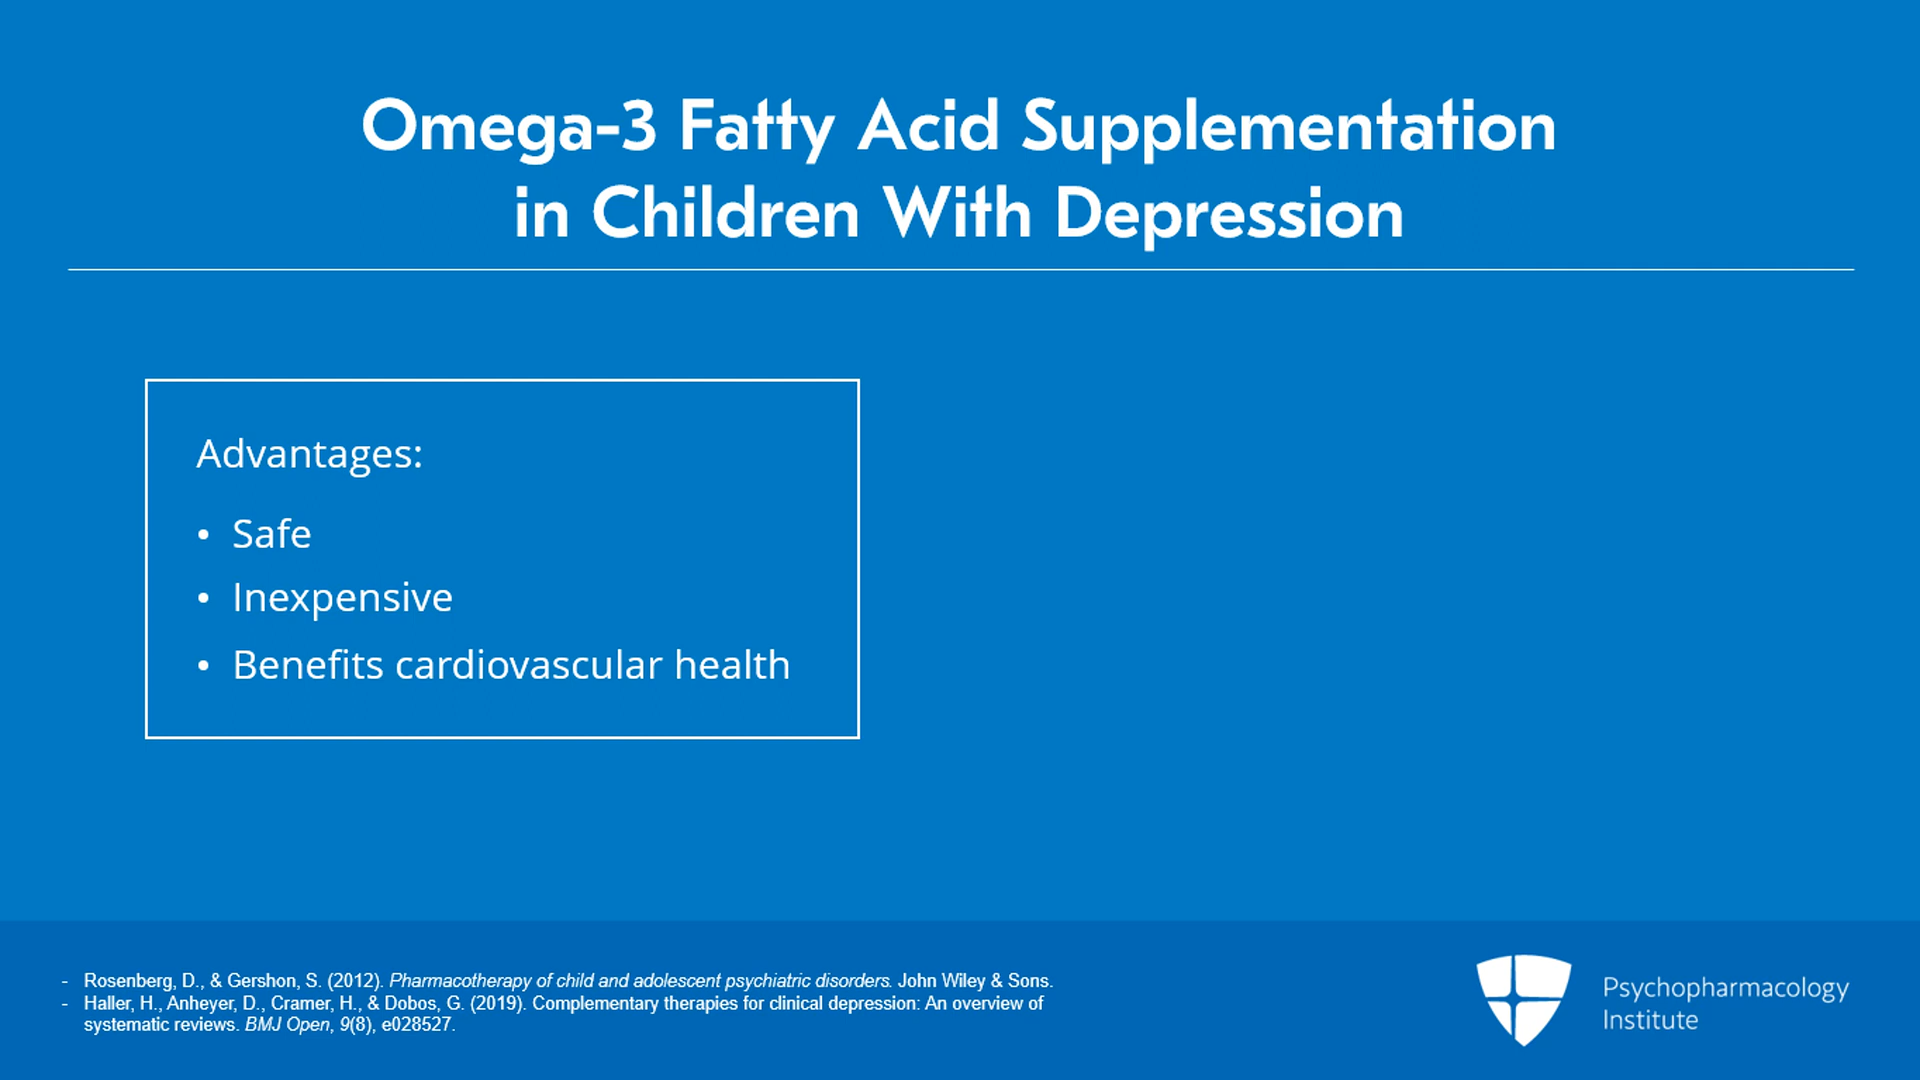 Omega-3 Fatty Acid Supplementation
in Children With Depression
Advantages:
• Safe
• Inexpensive
• Benefits cardiovascular health
- Rosenberg, D., & Gershon, S. (2012). Pharmacotherapy of child and adolescent psychiatric disorders. John Wiley & Sons.
- Haller, H., Anheyer, D., Cramer, H., & Dobos, G. (2019). Complementary therapies for clinical depression: An overview of
systematic reviews. BMJ Open, 9(8), e028527.
Psychopharmacology
Institute